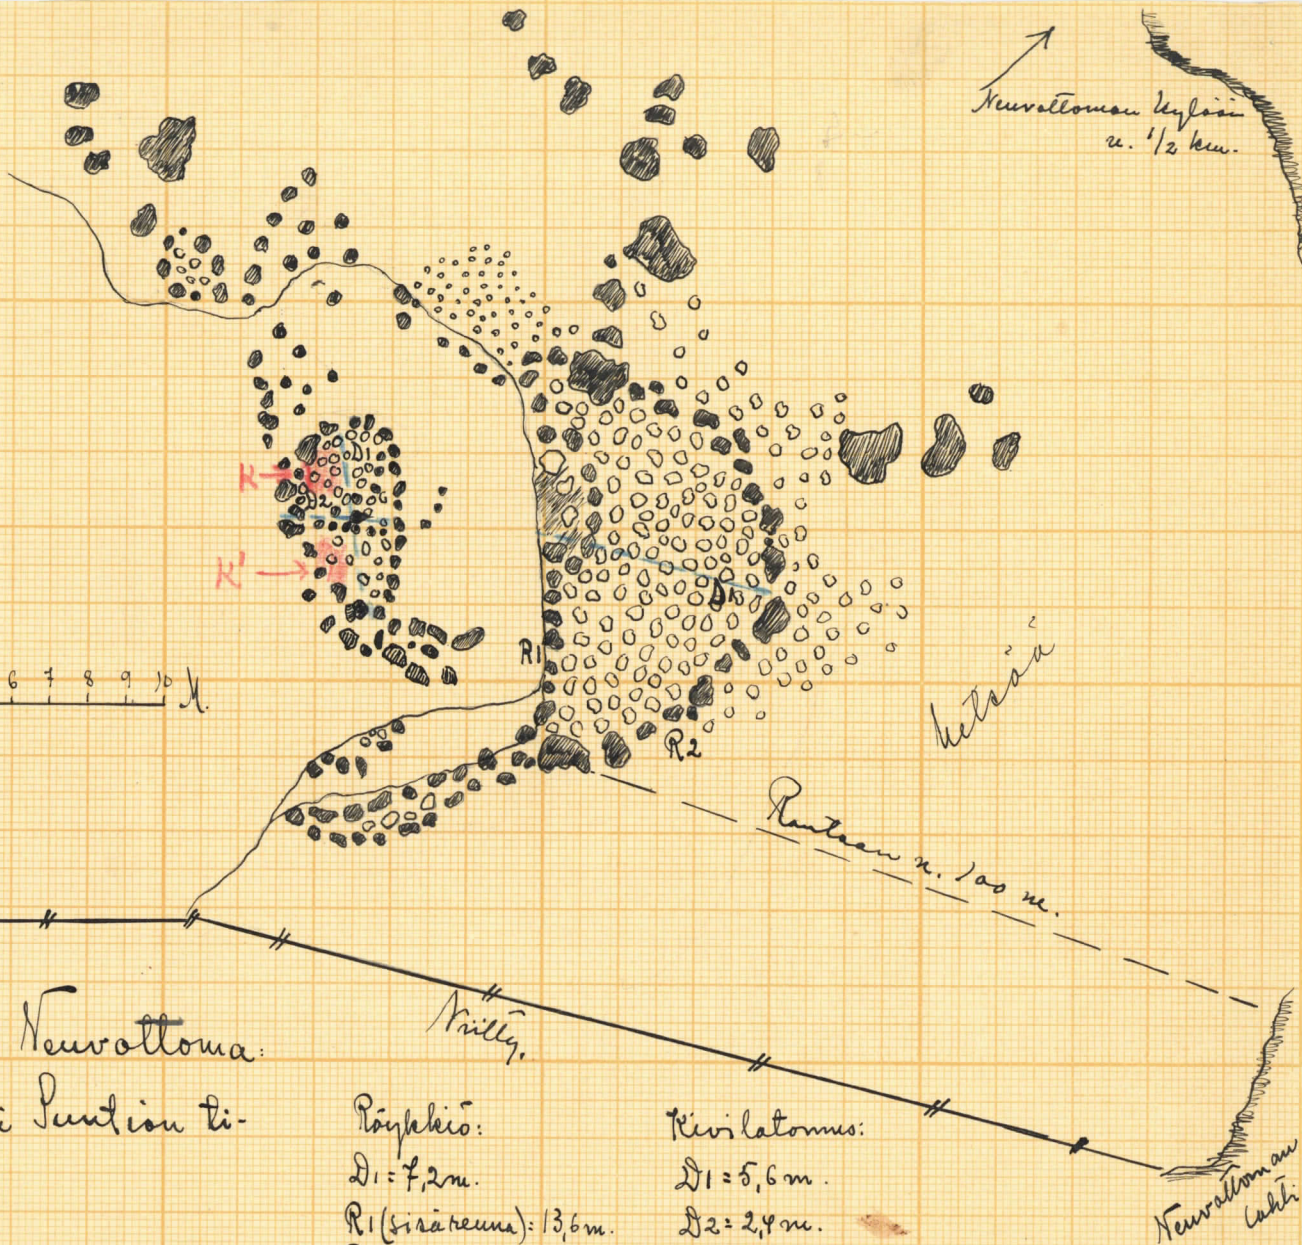 Neuvottoman kylään
n. 1/2 km.
D1
K
D2
K'
D1
R1
6 7 8 9 10 M.
metsää
R2
Rantaan n. 100 m.
Neuvottoma:
Niitty.
i Suntion ti-
Röykkiö:
Kivilatomus:
D1 = 7,2 m.
D1 = 5,6 m.
R1 (sisäreuna): 13,6 m.
D2 = 2,4 m.
Neuvottoman
lahti